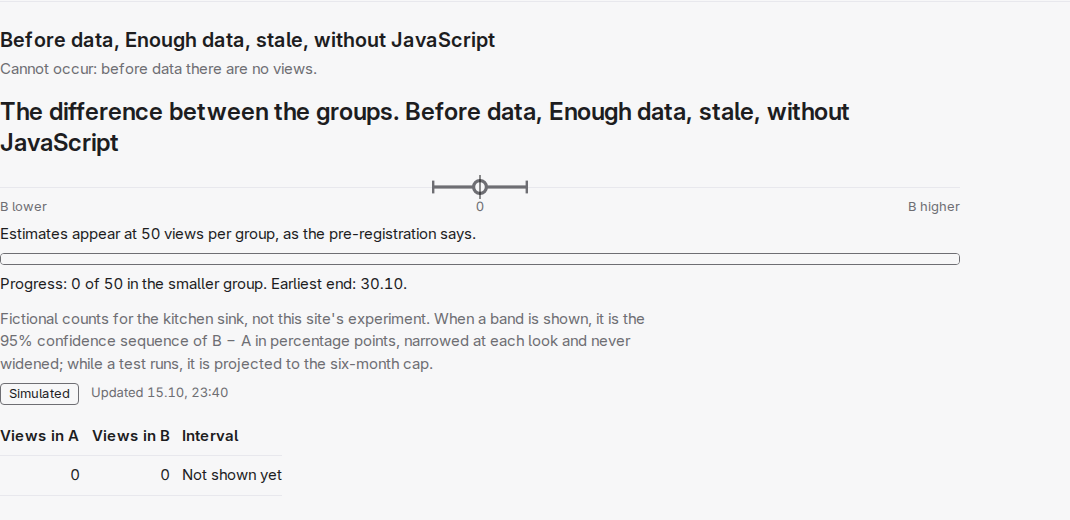 Before data, Enough data, stale, without JavaScript
Cannot occur: before data there are no views.
The difference between the groups. Before data, Enough data, stale, without
JavaScript
B lower
0
B higher
Estimates appear at 50 views per group, as the pre-registration says.
Progress: 0 of 50 in the smaller group. Earliest end: 30.10.
Fictional counts for the kitchen sink, not this site's experiment. When a band is shown, it is the
95% confidence sequence of B − A in percentage points, narrowed at each look and never
widened; while a test runs, it is projected to the six-month cap.
Simulated Updated 15.10, 23:40
Views in A Views in B Interval
0 0 Not shown yet